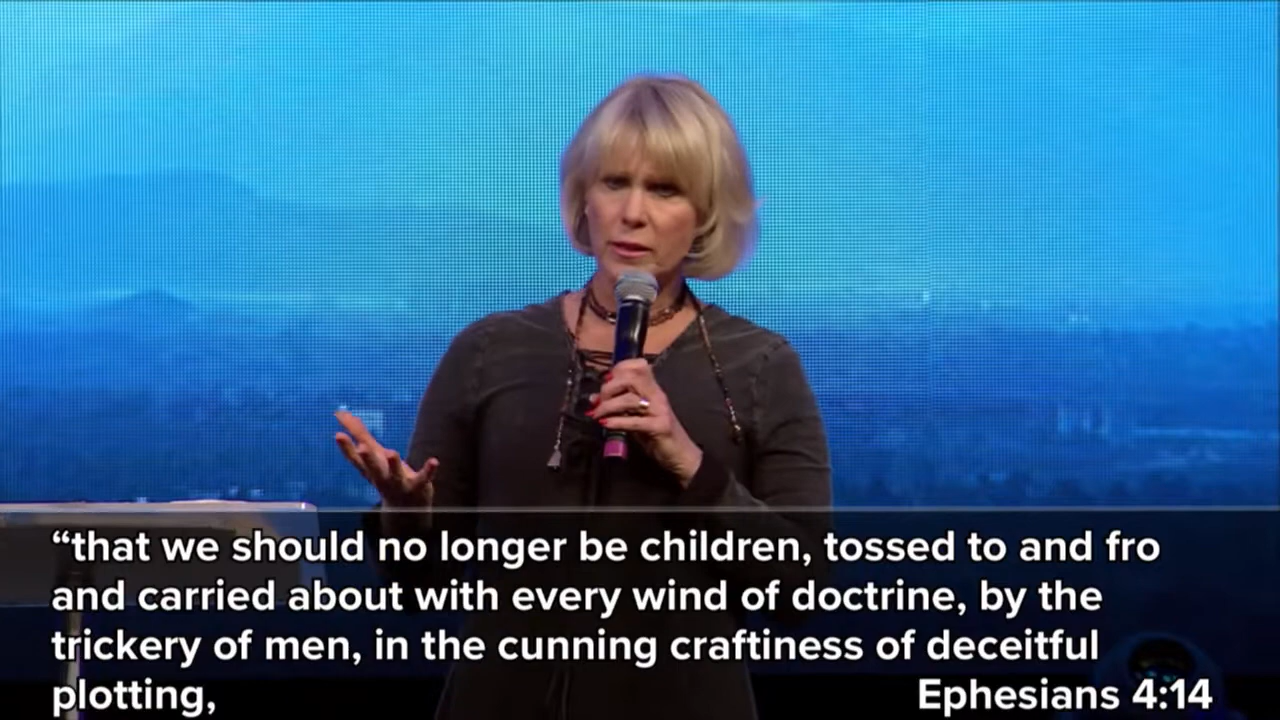 “that we should no longer be children, tossed to and fro
and carried about with every wind of doctrine, by the
trickery of men, in the cunning craftiness of deceitful
plotting, Ephesians 4:14